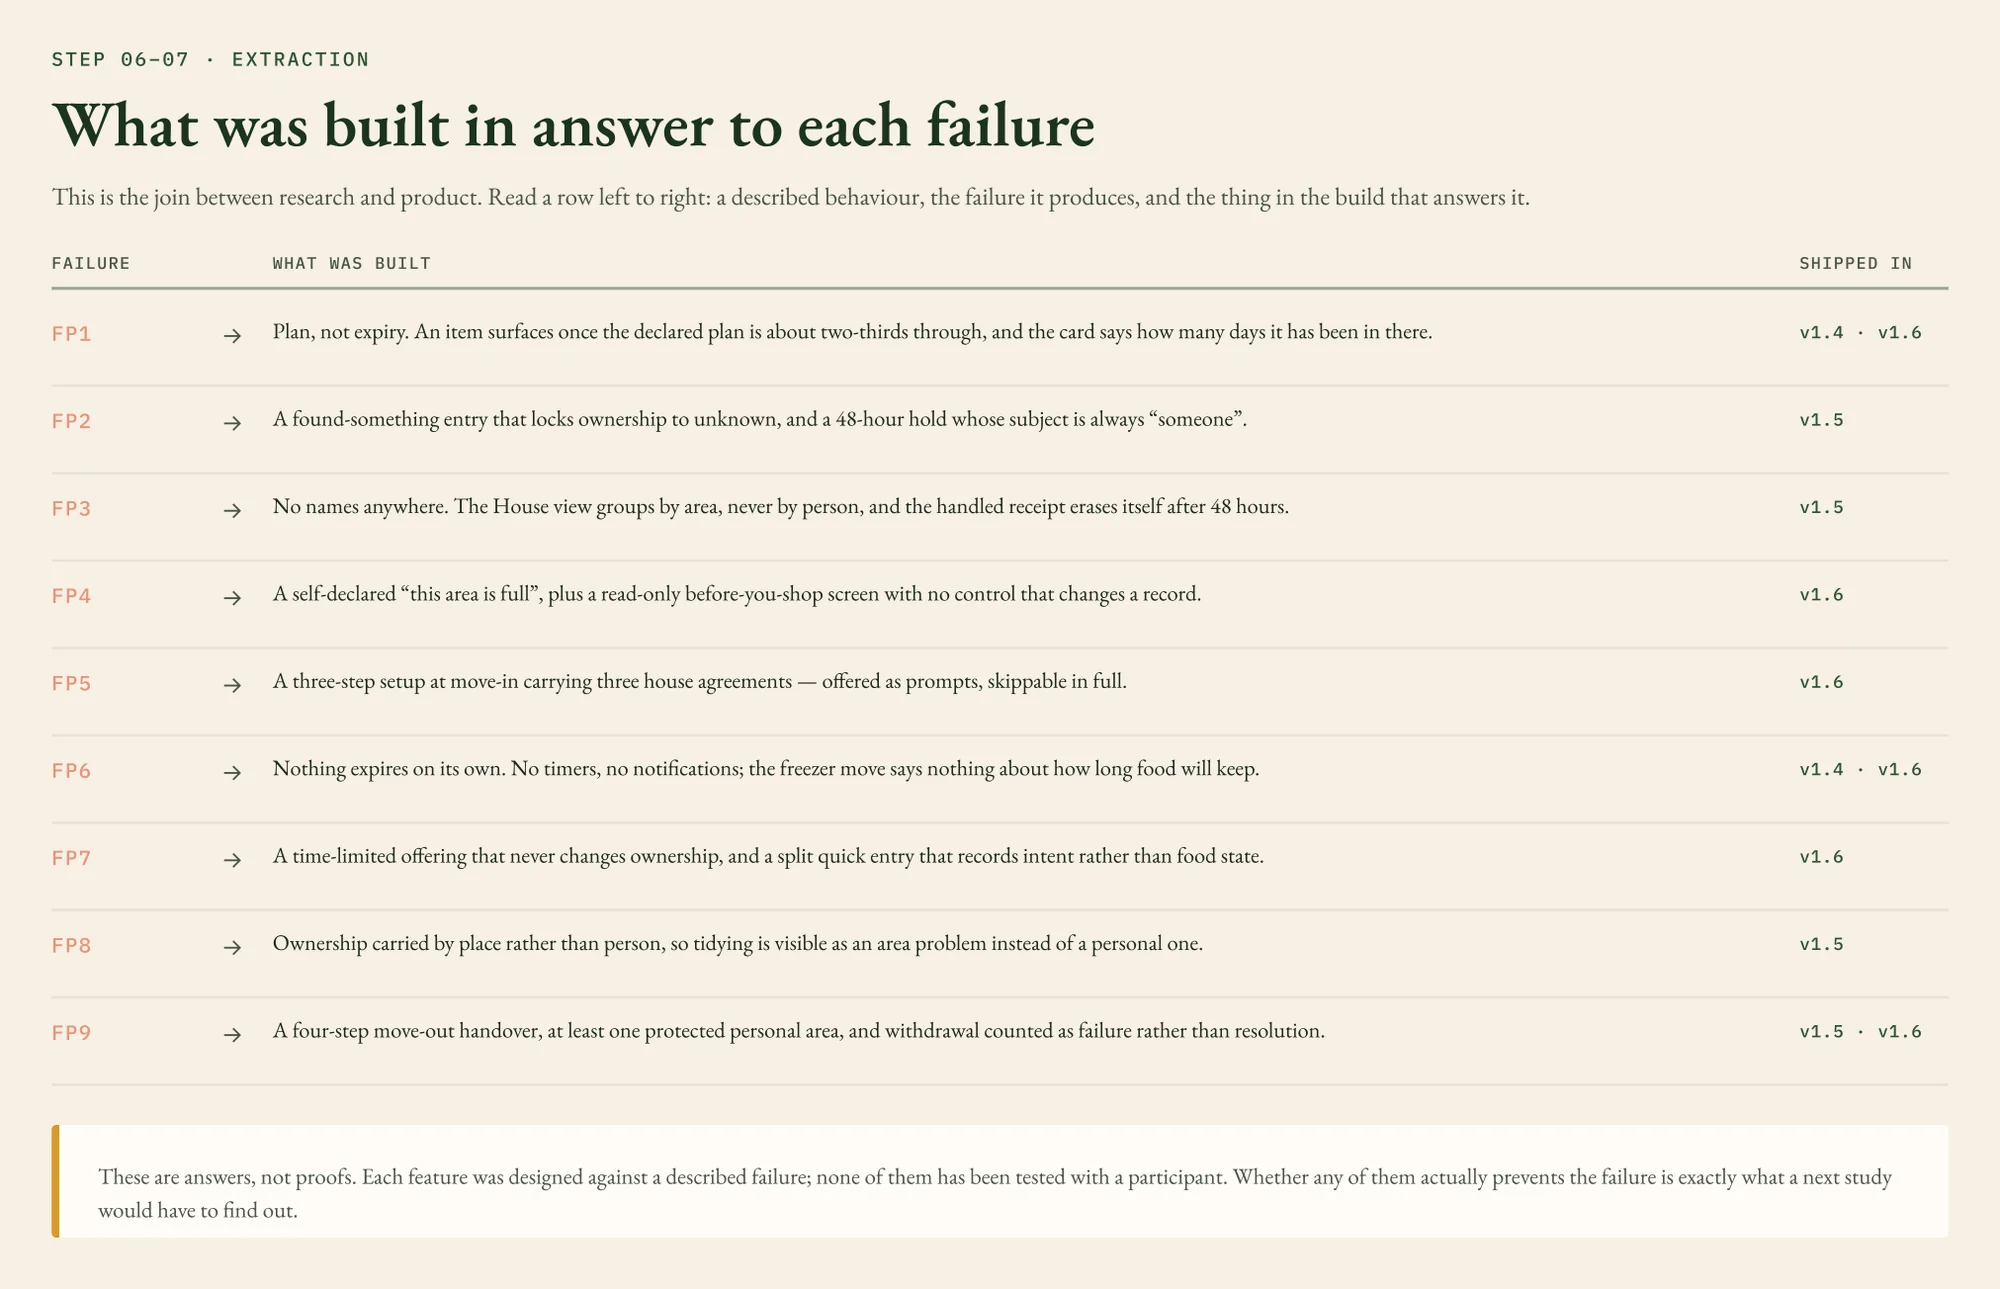 STEP 06–07 · EXTRACTION
What was built in answer to each failure
This is the join between research and product. Read a row left to right: a described behaviour, the failure it produces, and the thing in the build that answers it.
FAILURE WHAT WAS BUILT SHIPPED IN
FP1 → Plan, not expiry. An item surfaces once the declared plan is about two-thirds through, and the card says how many days it has been in there. v1.4 · v1.6
FP2 → A found-something entry that locks ownership to unknown, and a 48-hour hold whose subject is always “someone”. v1.5
FP3 → No names anywhere. The House view groups by area, never by person, and the handled receipt erases itself after 48 hours. v1.5
FP4 → A self-declared “this area is full”, plus a read-only before-you-shop screen with no control that changes a record. v1.6
FP5 → A three-step setup at move-in carrying three house agreements — offered as prompts, skippable in full. v1.6
FP6 → Nothing expires on its own. No timers, no notifications; the freezer move says nothing about how long food will keep. v1.4 · v1.6
FP7 → A time-limited offering that never changes ownership, and a split quick entry that records intent rather than food state. v1.6
FP8 → Ownership carried by place rather than person, so tidying is visible as an area problem instead of a personal one. v1.5
FP9 → A four-step move-out handover, at least one protected personal area, and withdrawal counted as failure rather than resolution. v1.5 · v1.6
These are answers, not proofs. Each feature was designed against a described failure; none of them has been tested with a participant. Whether any of them actually prevents the failure is exactly what a next study
would have to find out.